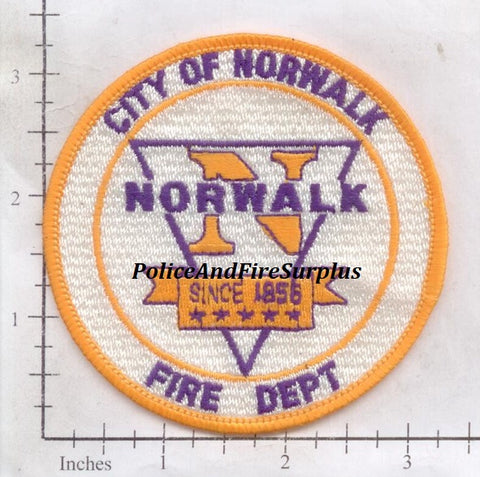 CITY OF NORWALK
N
NORWALK
PoliceAndFireSurplus
SINCE 1856
FIRE DEPT
3
2
1
Inches 1 2 3